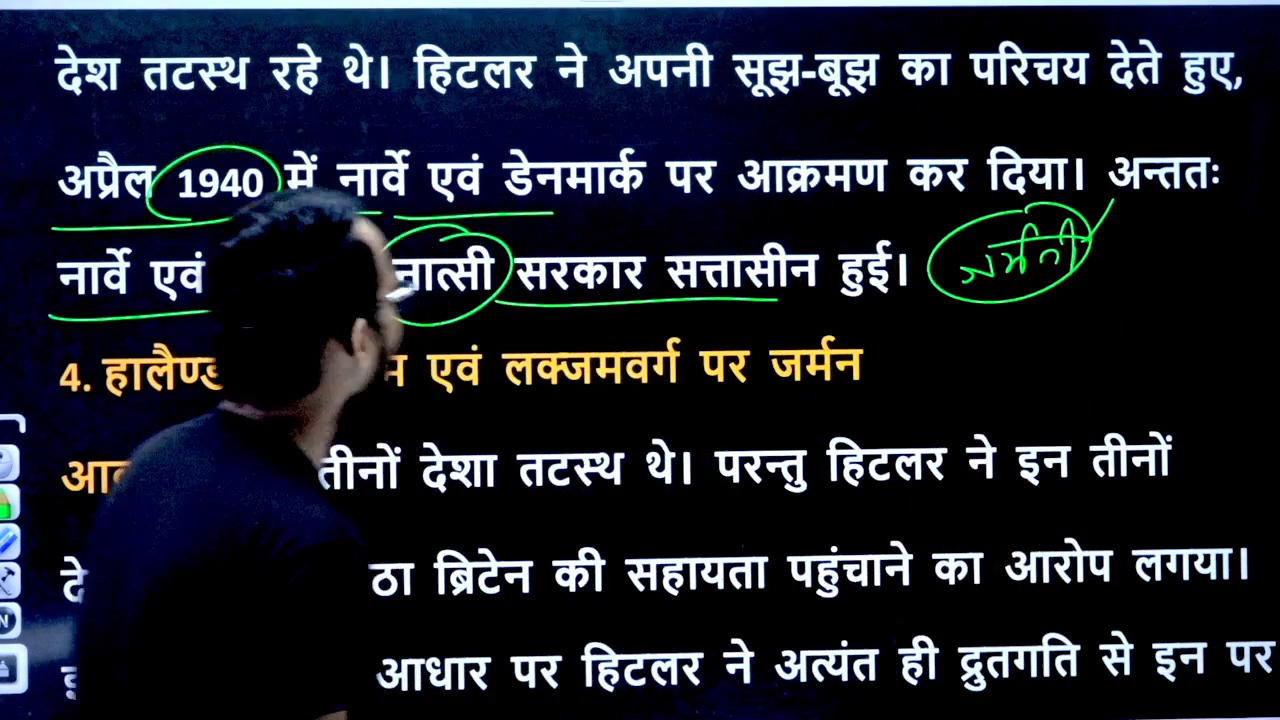 देश तटस्थ रहे थे। हिटलर ने अपनी सूझ-बूझ का परिचय देते हुए,
अप्रैल 1940 में नार्वे एवं डेनमार्क पर आक्रमण कर दिया। अन्ततः
नार्वे एवं नात्सी सरकार सत्तासीन हुई। जर्मनी
4. हालैण्ड एवं लक्जमवर्ग पर जर्मन
तीनों देशा तटस्थ थे। परन्तु हिटलर ने इन तीनों
ब्रिटेन की सहायता पहुंचाने का आरोप लगया।
आधार पर हिटलर ने अत्यंत ही द्रुतगति से इन पर